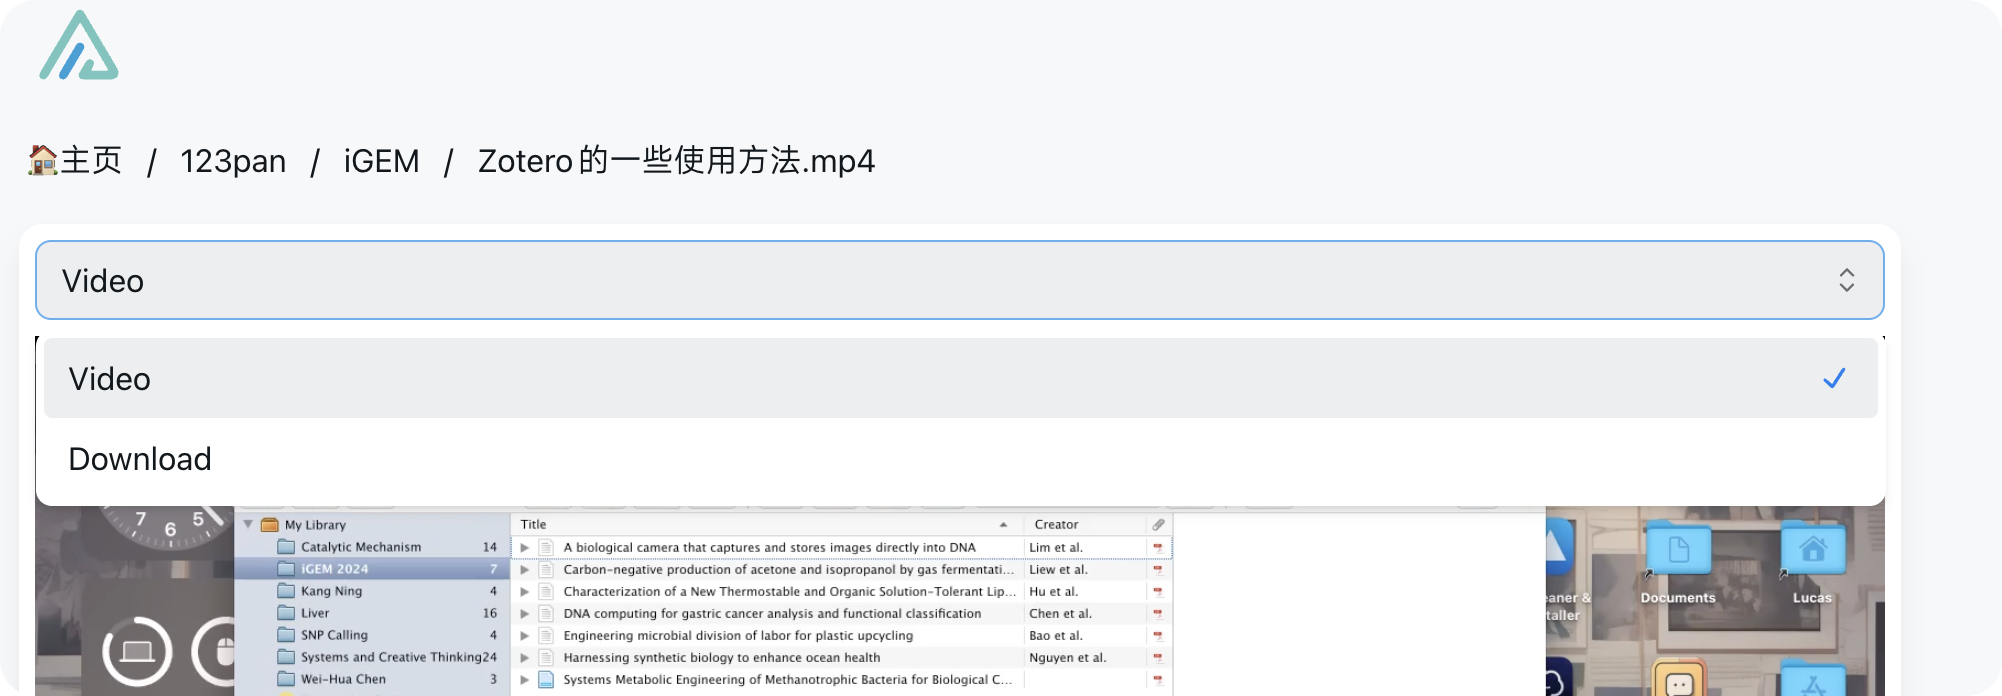 🏠主页 / 123pan / iGEM / Zotero的一些使用方法.mp4
Video
Video
Download
7 6 5
My Library
Title Creator
Catalytic Mechanism 14
A biological camera that captures and stores images directly into DNA Lim et al.
iGEM 2024 7
Carbon-negative production of acetone and isopropanol by gas fermentati... Liew et al.
Kang Ning 4
Characterization of a New Thermostable and Organic Solution-Tolerant Lip... Hu et al.
Liver 16
DNA computing for gastric cancer analysis and functional classification Chen et al.
SNP Calling 4
Engineering microbial division of labor for plastic upcycling Bao et al.
Systems and Creative Thinking 24
Harnessing synthetic biology to enhance ocean health Nguyen et al.
Wei-Hua Chen 3
Systems Metabolic Engineering of Methanotrophic Bacteria for Biological C...
eaner &
taller
Documents
Lucas